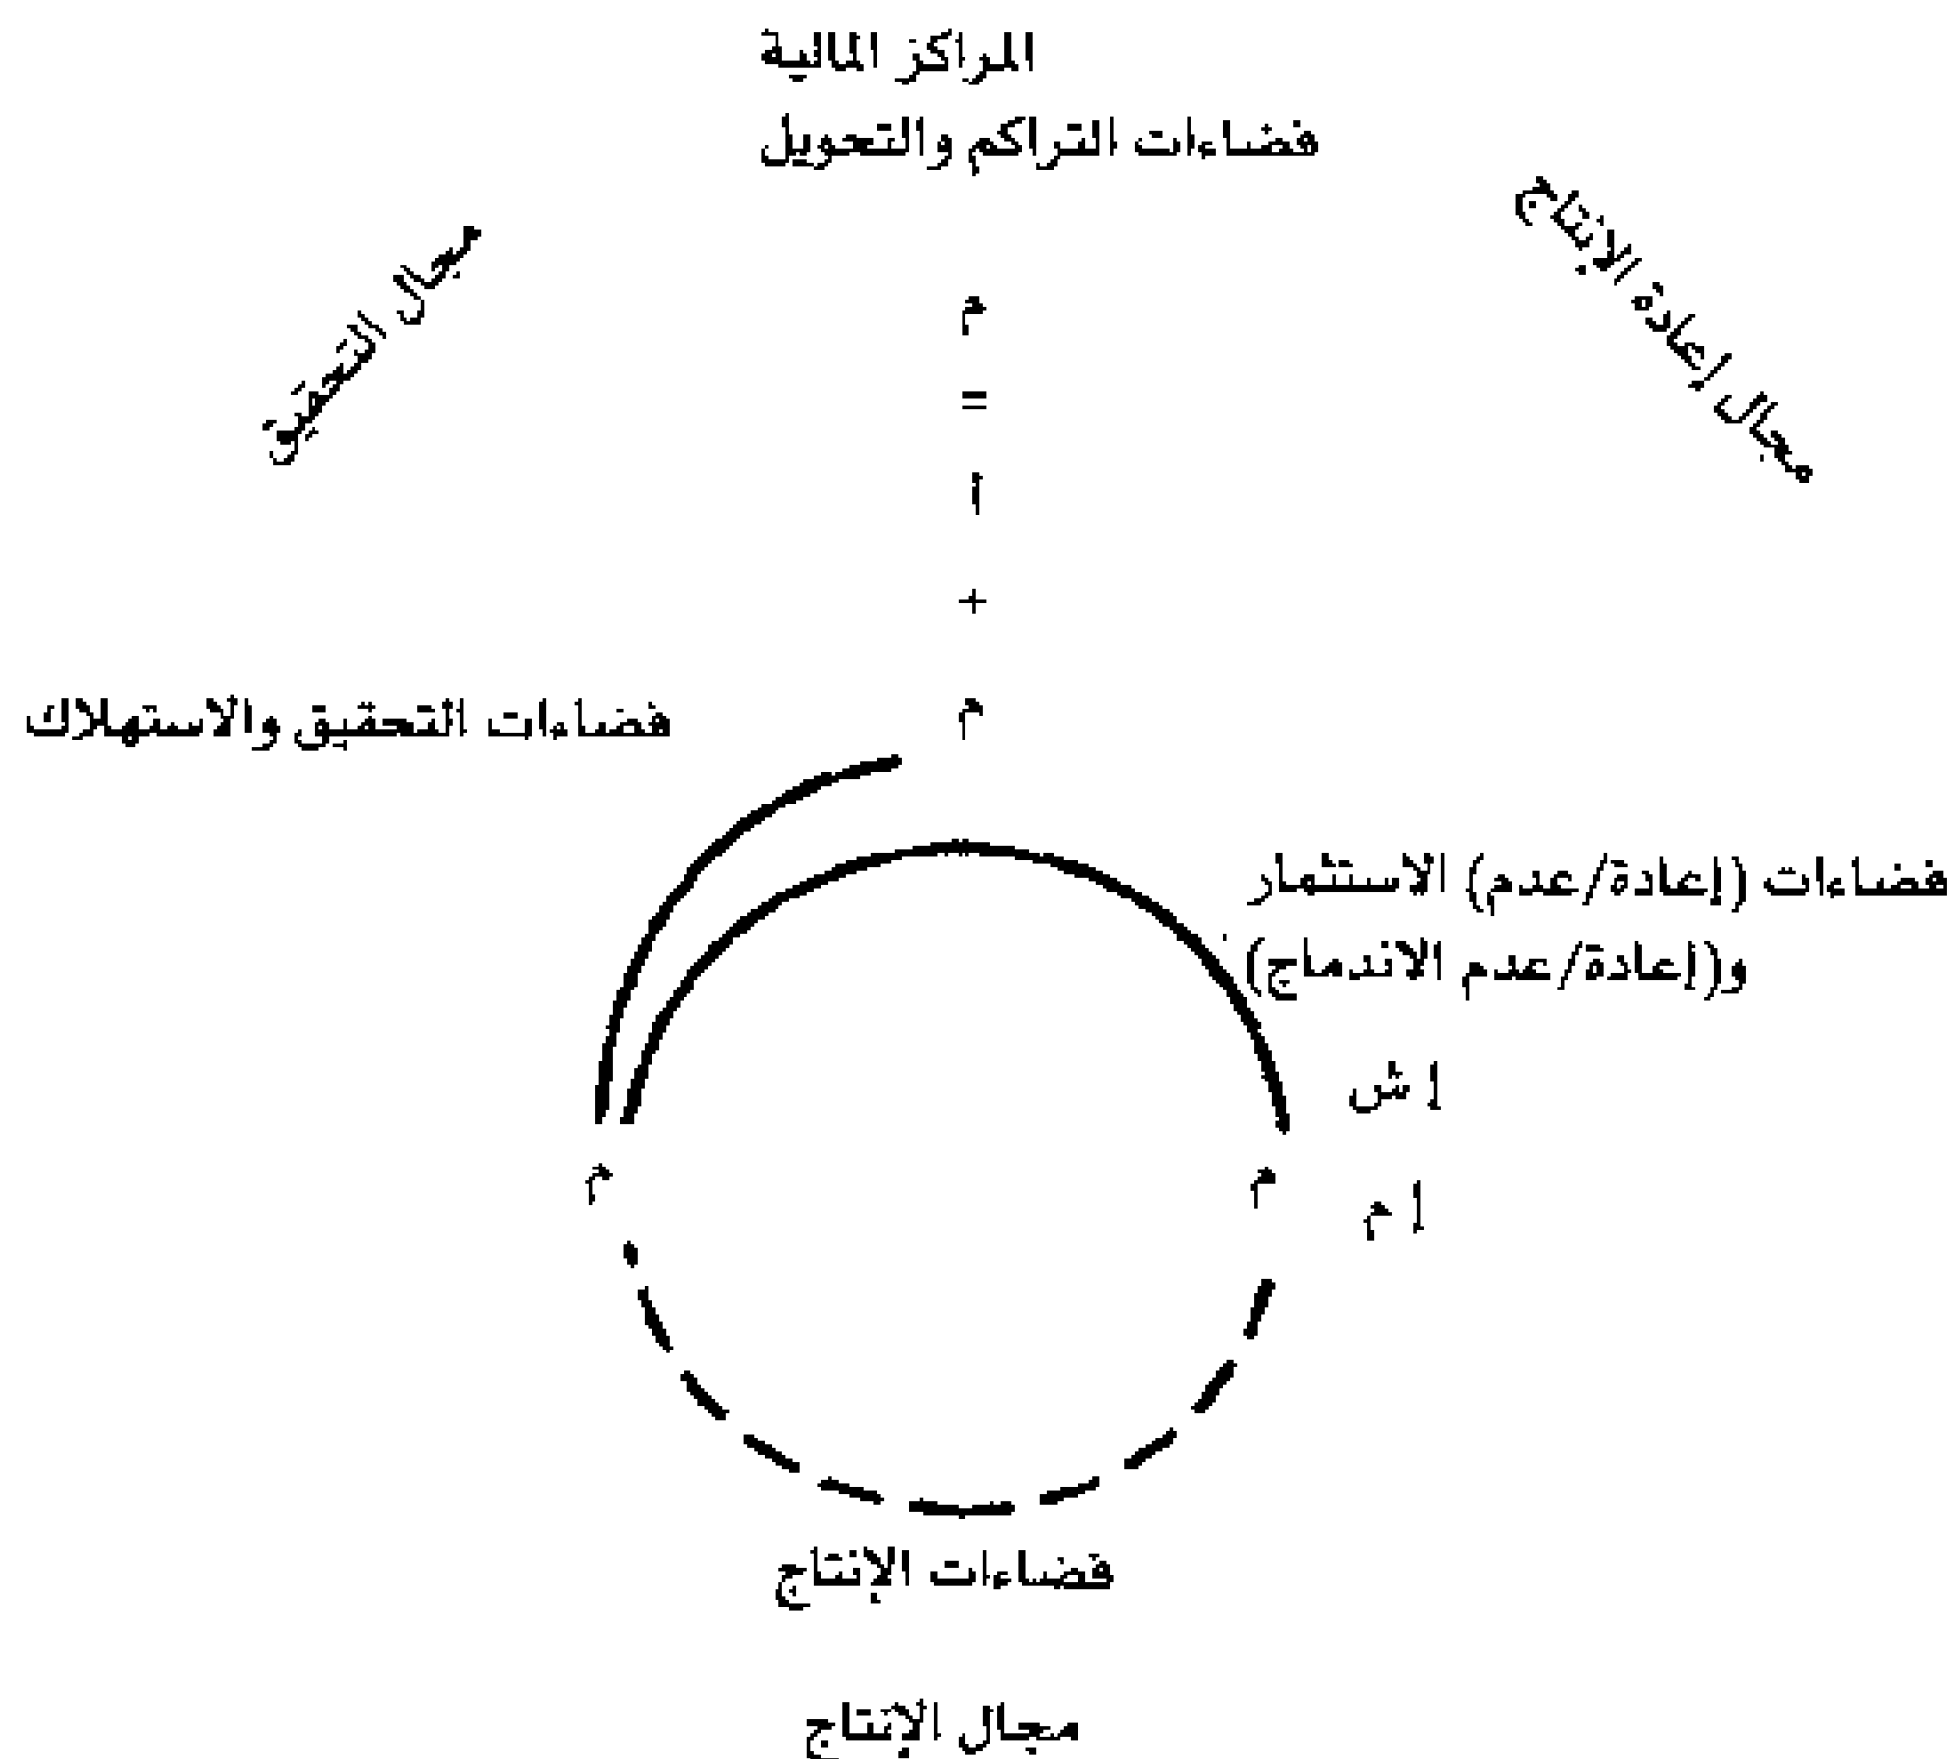 المراكز المالية
فضاءات التراكم والتحويل
مجال إعادة الإنتاج
مجال التحقيق
م
=
أ
+
م
فضاءات التحقيق والاستهلاك
فضاءات (إعادة/عدم) الاستثمار
و(إعادة/عدم الاندماج)
إ ش
م
م
إ م
فضاءات الإنتاج
مجال الإنتاج